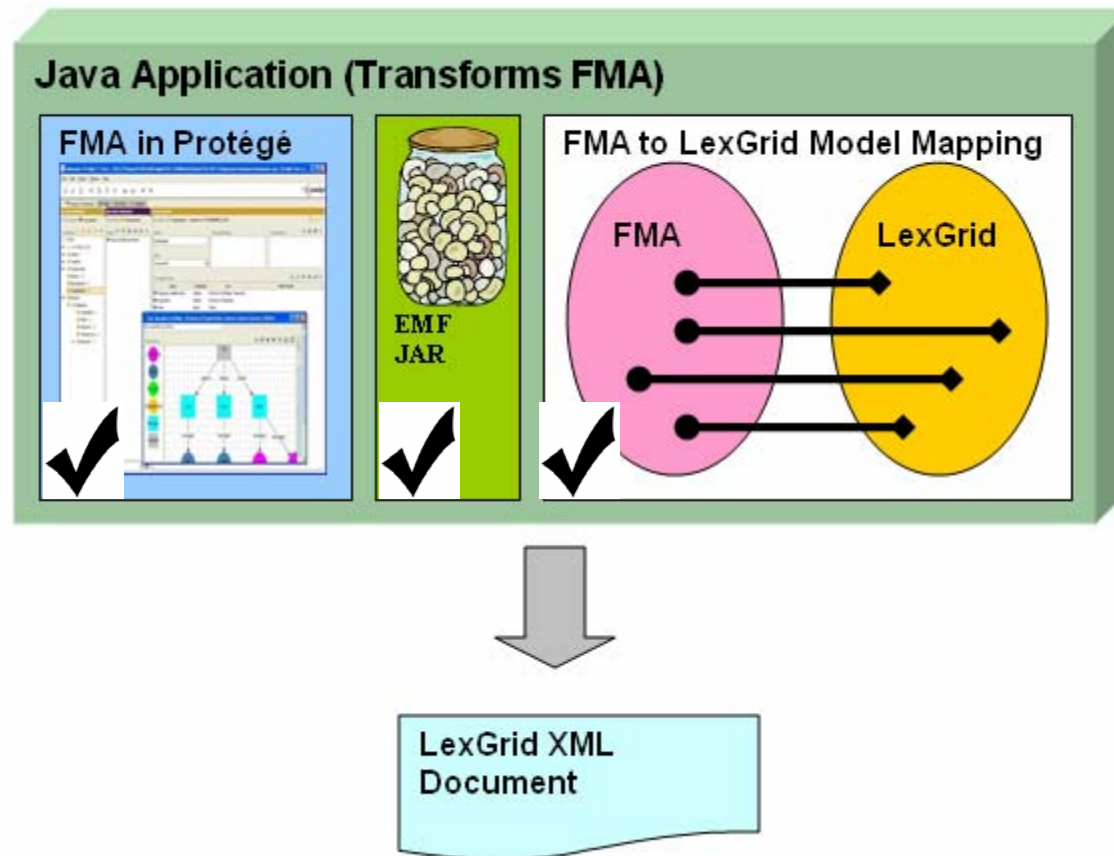 Java Application (Transforms FMA)
FMA in Protégé
EMF
JAR
FMA to LexGrid Model Mapping
FMA
LexGrid
LexGrid XML
Document